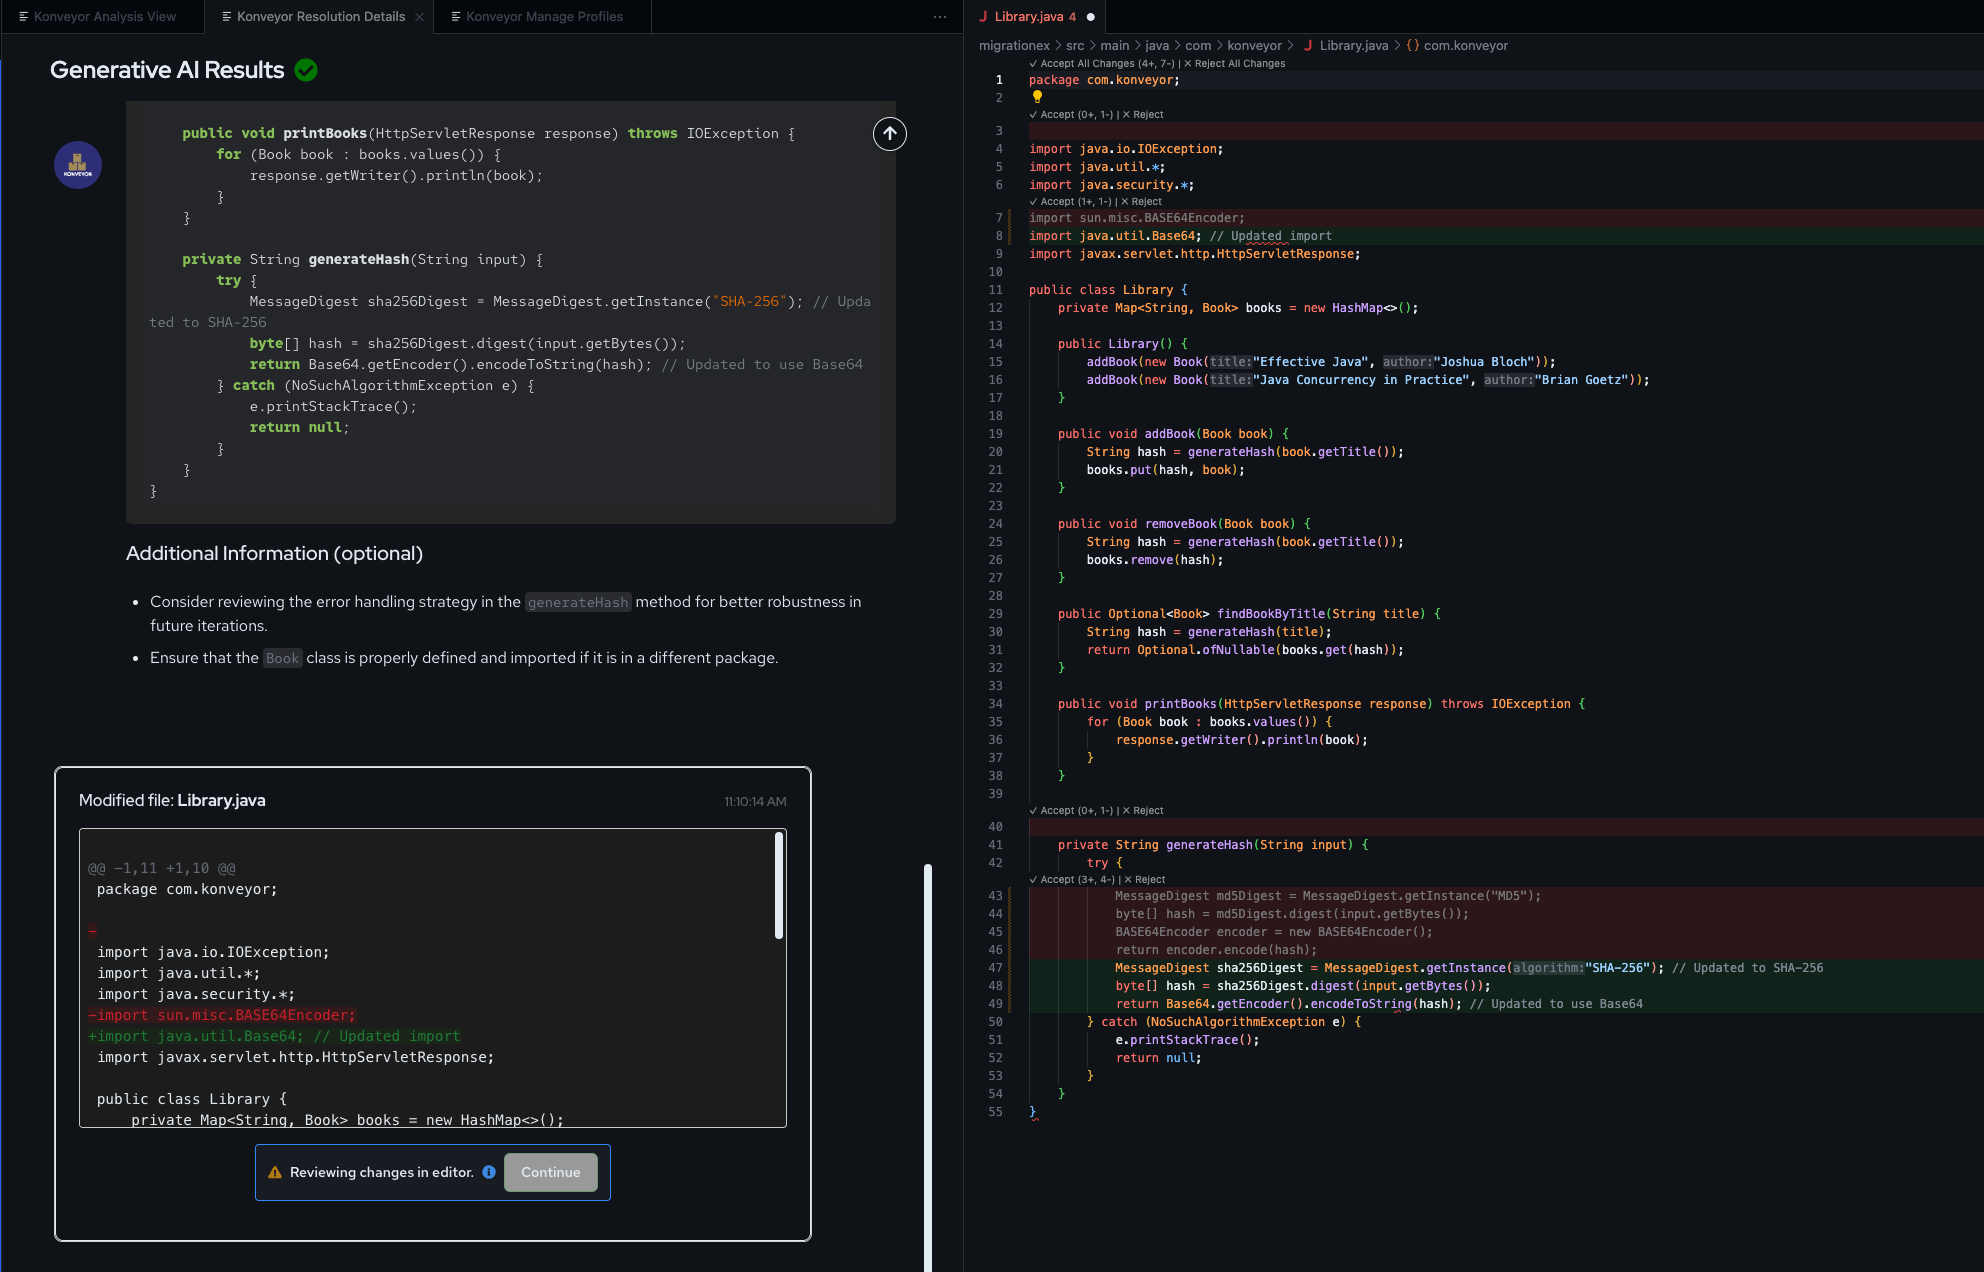 Konveyor Analysis View
Konveyor Resolution Details
Konveyor Manage Profiles
Generative AI Results
KONVEYOR
public void printBooks(HttpServletResponse response) throws IOException {
for (Book book : books.values()) {
response.getWriter().println(book);
}
}
private String generateHash(String input) {
try {
MessageDigest sha256Digest = MessageDigest.getInstance("SHA-256"); // Upda
ted to SHA-256
byte[] hash = sha256Digest.digest(input.getBytes());
return Base64.getEncoder().encodeToString(hash); // Updated to use Base64
} catch (NoSuchAlgorithmException e) {
e.printStackTrace();
return null;
}
}
}
Additional Information (optional)
• Consider reviewing the error handling strategy in the generateHash method for better robustness in
future iterations.
• Ensure that the Book class is properly defined and imported if it is in a different package.
Modified file: Library.java
11:10:14 AM
@@ -1,11 +1,10 @@
package com.konveyor;
-
import java.io.IOException;
import java.util.*;
import java.security.*;
-import sun.misc.BASE64Encoder;
+import java.util.Base64; // Updated import
import javax.servlet.http.HttpServletResponse;
public class Library {
private Map<String, Book> books = new HashMap<>();
Reviewing changes in editor.
Continue
J Library.java 4
migrationex > src > main > java > com > konveyor > J Library.java > {} com.konveyor
✓ Accept All Changes (4+, 7-) | ✕ Reject All Changes
1 package com.konveyor;
2
✓ Accept (0+, 1-) | ✕ Reject
3
4 import java.io.IOException;
5 import java.util.*;
6 import java.security.*;
✓ Accept (1+, 1-) | ✕ Reject
7 import sun.misc.BASE64Encoder;
8 import java.util.Base64; // Updated import
9 import javax.servlet.http.HttpServletResponse;
10
11 public class Library {
12 private Map<String, Book> books = new HashMap<>();
13
14 public Library() {
15 addBook(new Book(title:"Effective Java", author:"Joshua Bloch"));
16 addBook(new Book(title:"Java Concurrency in Practice", author:"Brian Goetz"));
17 }
18
19 public void addBook(Book book) {
20 String hash = generateHash(book.getTitle());
21 books.put(hash, book);
22 }
23
24 public void removeBook(Book book) {
25 String hash = generateHash(book.getTitle());
26 books.remove(hash);
27 }
28
29 public Optional<Book> findBookByTitle(String title) {
30 String hash = generateHash(title);
31 return Optional.ofNullable(books.get(hash));
32 }
33
34 public void printBooks(HttpServletResponse response) throws IOException {
35 for (Book book : books.values()) {
36 response.getWriter().println(book);
37 }
38 }
39
✓ Accept (0+, 1-) | ✕ Reject
40
41 private String generateHash(String input) {
42 try {
✓ Accept (3+, 4-) | ✕ Reject
43 MessageDigest md5Digest = MessageDigest.getInstance("MD5");
44 byte[] hash = md5Digest.digest(input.getBytes());
45 BASE64Encoder encoder = new BASE64Encoder();
46 return encoder.encode(hash);
47 MessageDigest sha256Digest = MessageDigest.getInstance(algorithm:"SHA-256"); // Updated to SHA-256
48 byte[] hash = sha256Digest.digest(input.getBytes());
49 return Base64.getEncoder().encodeToString(hash); // Updated to use Base64
50 } catch (NoSuchAlgorithmException e) {
51 e.printStackTrace();
52 return null;
53 }
54 }
55 }